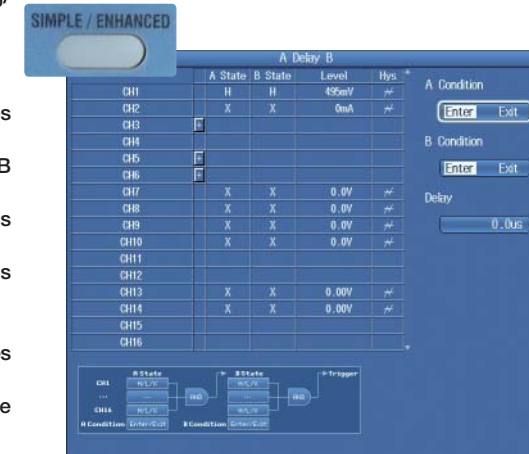 SIMPLE / ENHANCED
A Delay B
A State B State Level Hys
CH1 H H 495mV
CH2 X X 0mA
CH3 +
CH4
CH5 +
CH6 +
CH7 X X 0.0V
CH8 X X 0.0V
CH9 X X 0.0V
CH10 X X 0.0V
CH11
CH12
CH13 X X 0.00V
CH14 X X 0.00V
CH15
CH16
A Condition
Enter Exit
B Condition
Enter Exit
Delay
0.0us
A State B State Trigger
CH1 H/L/X H/L/X
... ... AND ... AND
CH16 H/L/X H/L/X
A Condition Enter/Exit B Condition Enter/Exit
s
B
s
s
s
e